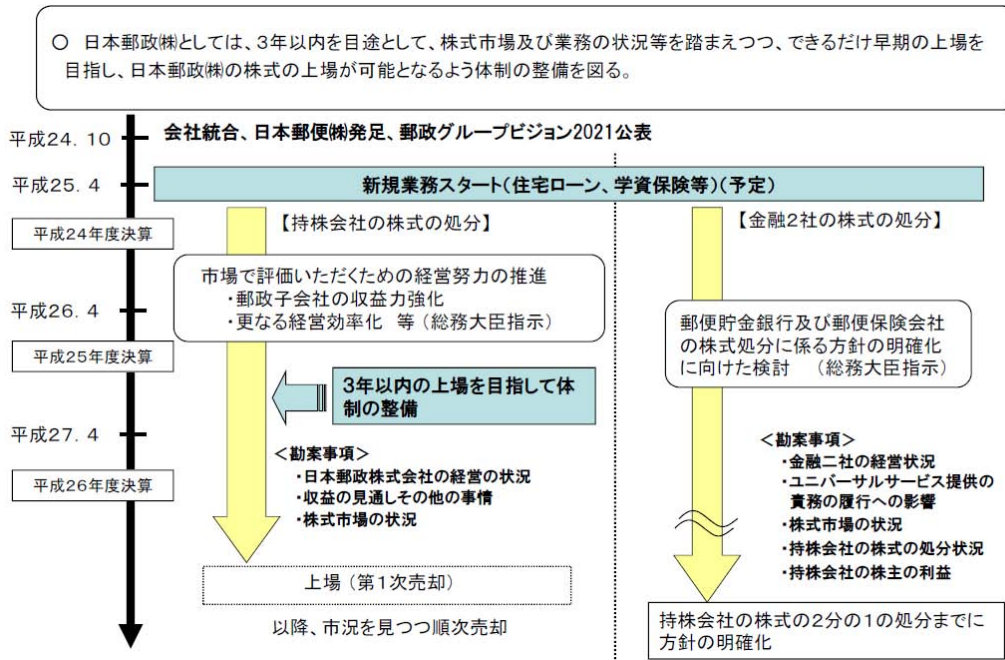 ○ 日本郵政㈱としては、3年以内を目途として、株式市場及び業務の状況等を踏まえつつ、できるだけ早期の上場を
目指し、日本郵政㈱の株式の上場が可能となるよう体制の整備を図る。
平成24．10
会社統合、日本郵便㈱発足、郵政グループビジョン2021公表
平成25．4
新規業務スタート（住宅ローン、学資保険等）（予定）
平成24年度決算
【持株会社の株式の処分】
市場で評価いただくための経営努力の推進
・郵政子会社の収益力強化
・更なる経営効率化 等（総務大臣指示）
平成26．4
平成25年度決算
3年以内の上場を目指して体
制の整備
平成27．4
平成26年度決算
＜勘案事項＞
・日本郵政株式会社の経営の状況
・収益の見通しその他の事情
・株式市場の状況
上場（第1次売却）
以降、市況を見つつ順次売却
【金融2社の株式の処分】
郵便貯金銀行及び郵便保険会社
の株式処分に係る方針の明確化
に向けた検討 （総務大臣指示）
＜勘案事項＞
・金融二社の経営状況
・ユニバーサルサービス提供の
責務の履行への影響
・株式市場の状況
・持株会社の株式の処分状況
・持株会社の株主の利益
持株会社の株式の2分の1の処分までに
方針の明確化